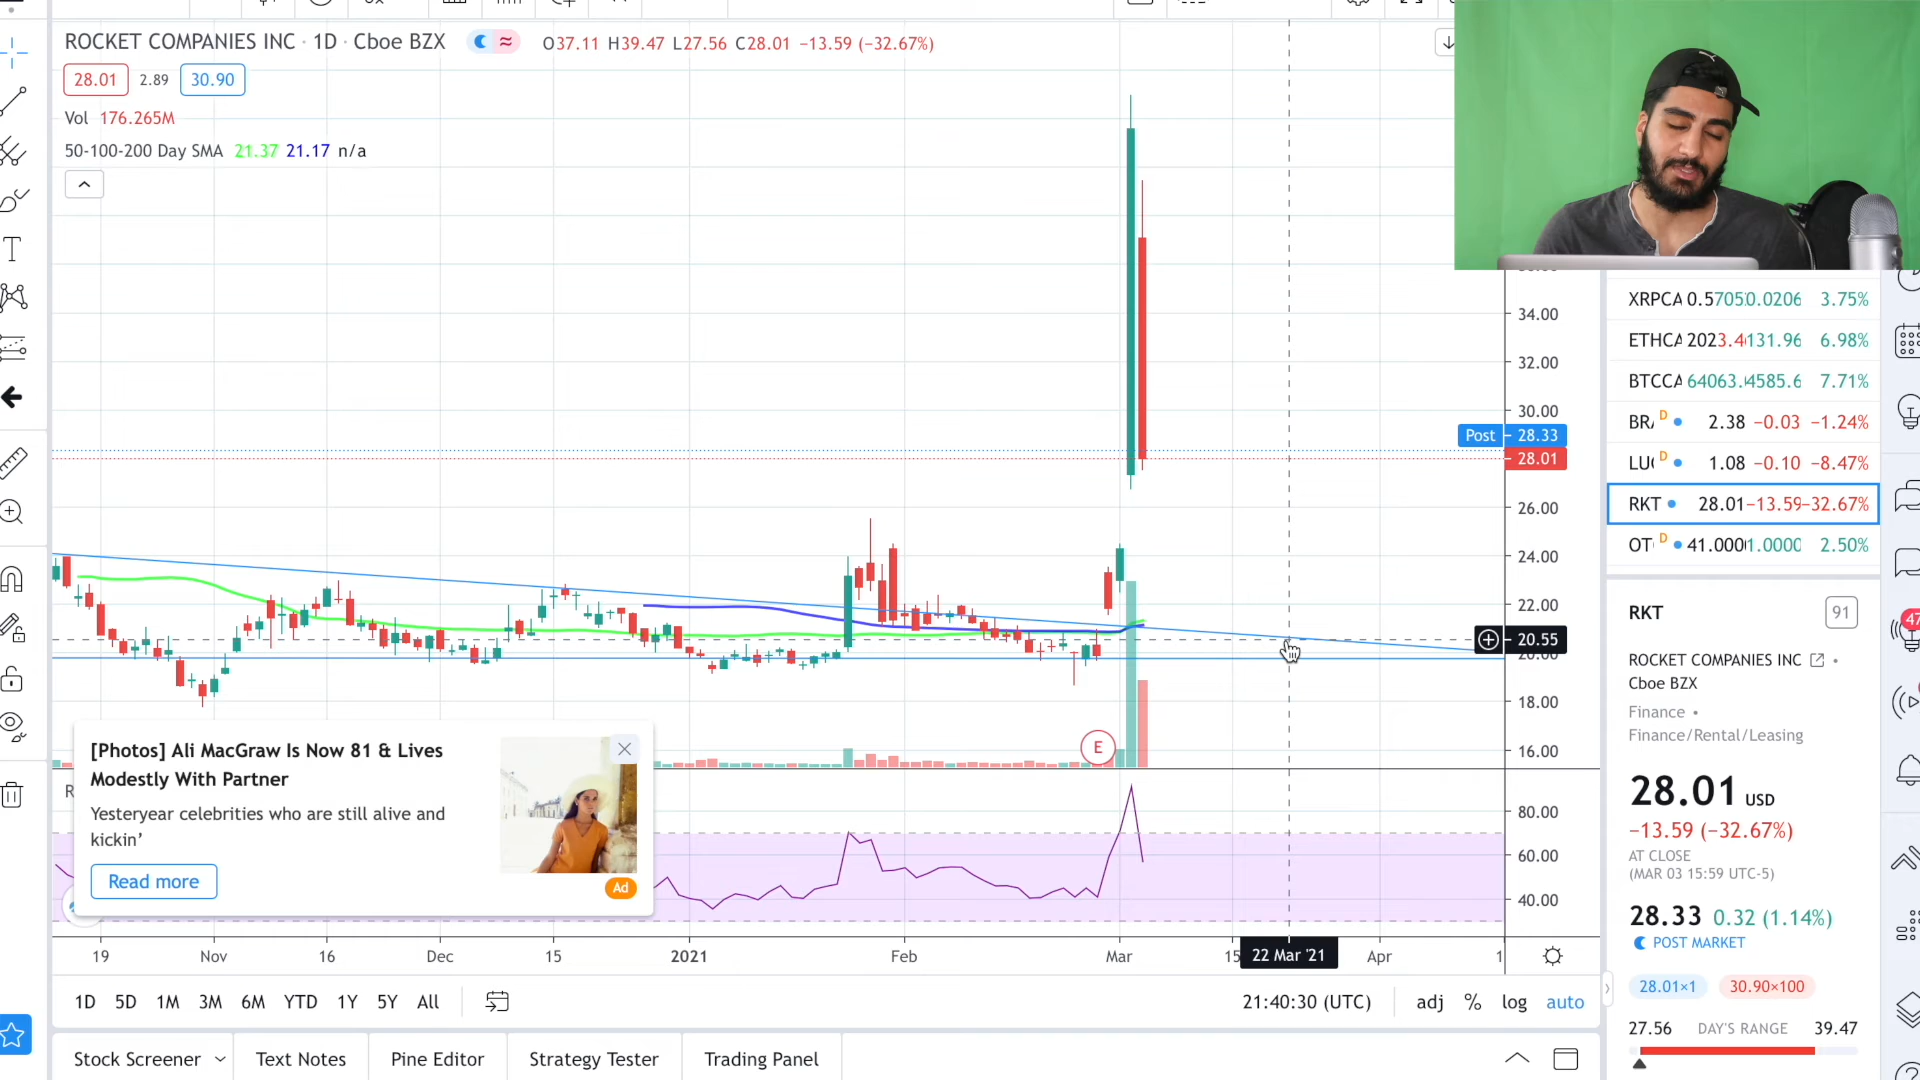 ROCKET COMPANIES INC · 1D · Cboe BZX
O37.11 H39.47 L27.56 C28.01 −13.59 (−32.67%)
28.01 2.89 30.90
Vol 176.265M
50-100-200 Day SMA 21.37 21.17 n/a
34.00
32.00
30.00
Post 28.33
28.01
26.00
24.00
22.00
20.55
20.00
18.00
16.00
E
80.00
60.00
40.00
[Photos] Ali MacGraw Is Now 81 & Lives
Modestly With Partner
Yesteryear celebrities who are still alive and
kickin’
Read more
Ad
19 Nov 16 Dec 15 2021 Feb Mar 15 22 Mar '21 Apr 1
1D 5D 1M 3M 6M YTD 1Y 5Y All
21:40:30 (UTC) adj % log auto
Stock Screener Text Notes Pine Editor Strategy Tester Trading Panel
XRPCA 0.5705 0.0206 3.75%
ETHCA 2023.4 131.96 6.98%
BTCCA 64063. 4585.6 7.71%
BR D 2.38 −0.03 −1.24%
LU D 1.08 −0.10 −8.47%
RKT 28.01 −13.59 −32.67%
OT D 41.000 1.0000 2.50%
RKT 91
ROCKET COMPANIES INC
Cboe BZX
Finance •
Finance/Rental/Leasing
28.01 USD
−13.59 (−32.67%)
AT CLOSE
(MAR 03 15:59 UTC-5)
28.33 0.32 (1.14%)
POST MARKET
28.01×1 30.90×100
27.56 DAY'S RANGE 39.47
47